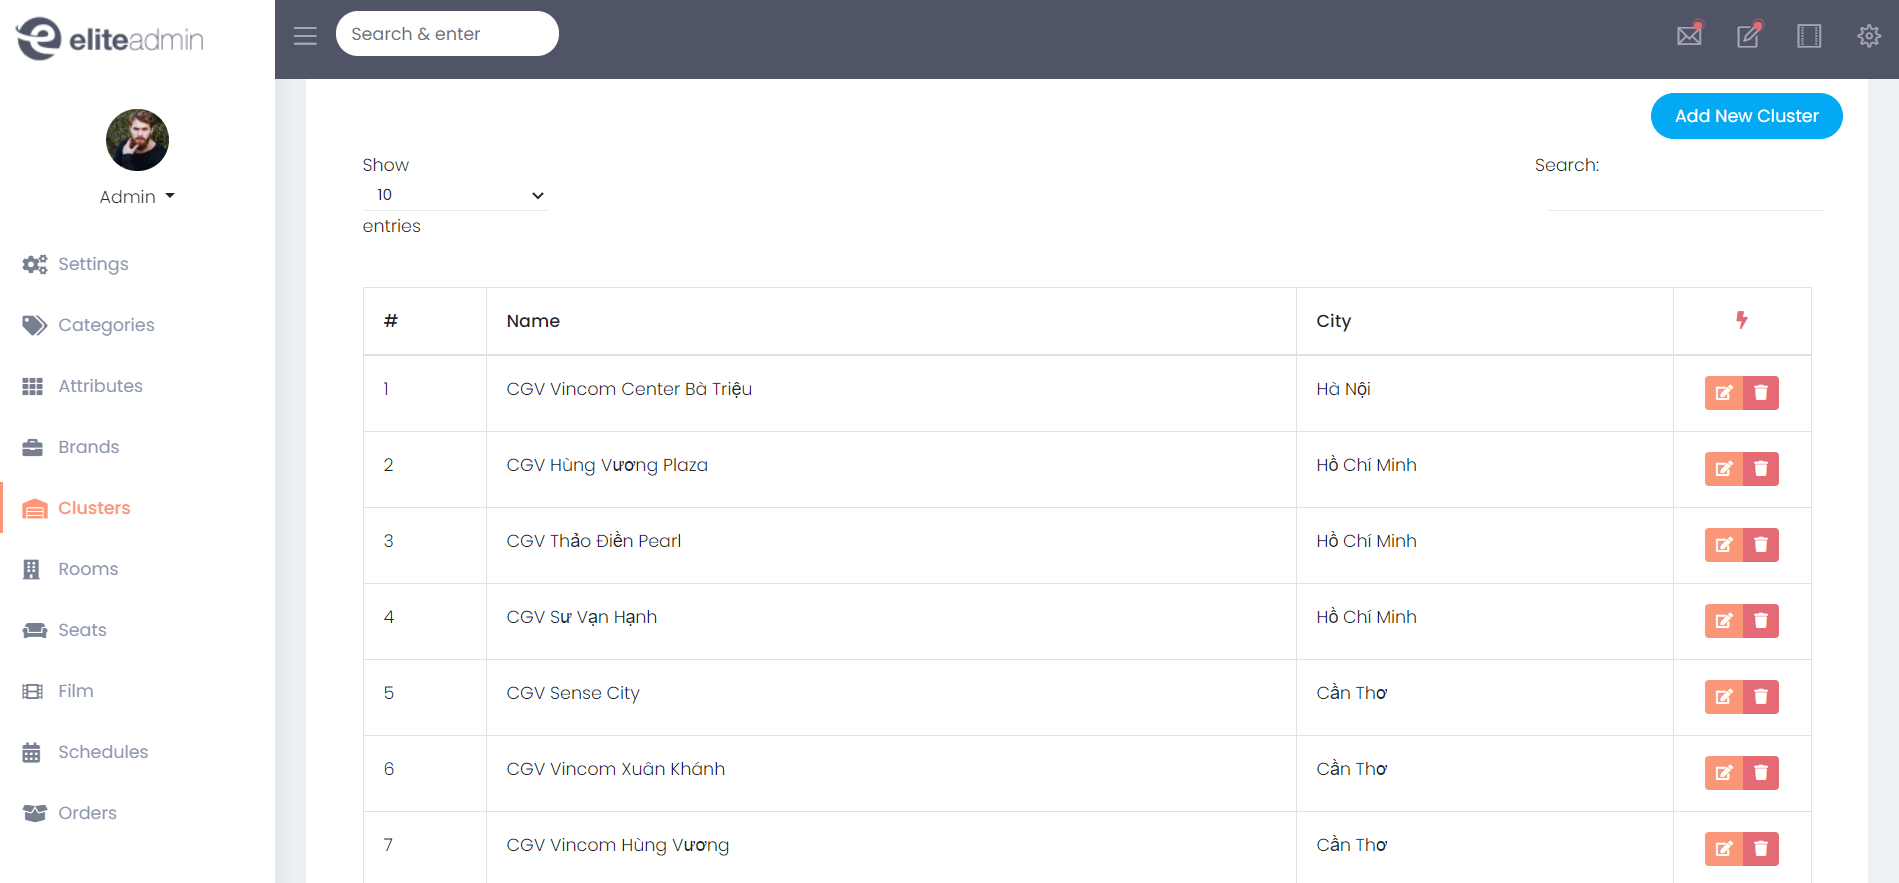 eliteadmin
Search & enter
Admin
Settings
Categories
Attributes
Brands
Clusters
Rooms
Seats
Film
Schedules
Orders
Add New Cluster
Show
10
entries
Search:
# Name City
1 CGV Vincom Center Bà Triệu Hà Nội
2 CGV Hùng Vương Plaza Hồ Chí Minh
3 CGV Thảo Điền Pearl Hồ Chí Minh
4 CGV Sư Vạn Hạnh Hồ Chí Minh
5 CGV Sense City Cần Thơ
6 CGV Vincom Xuân Khánh Cần Thơ
7 CGV Vincom Hùng Vương Cần Thơ